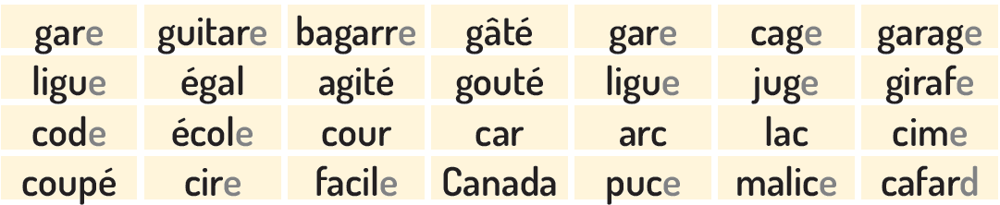 gare guitare bagarre gâté gare cage garage
ligue égal agité gouté ligue juge girafe
code école cour car arc lac cime
coupé cire facile Canada puce malice cafard